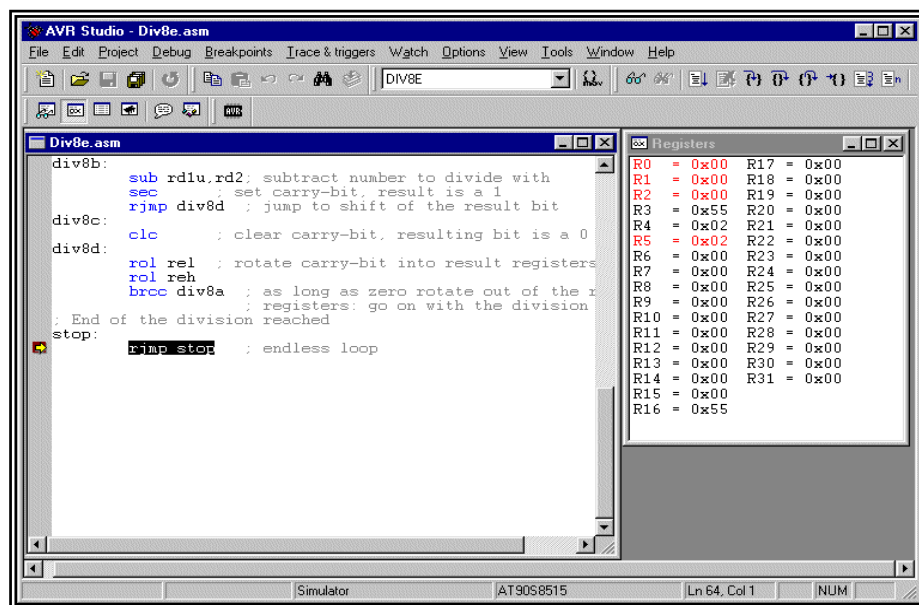 AVR Studio - Div8e.asm
File Edit Project Debug Breakpoints Trace & triggers Watch Options View Tools Window Help
DIV8E
AVR
Div8e.asm
div8b:
sub rd1u,rd2; subtract number to divide with
sec ; set carry-bit, result is a 1
rjmp div8d ; jump to shift of the result bit
div8c:
clc ; clear carry-bit, resulting bit is a 0
div8d:
rol rel ; rotate carry-bit into result registers
rol reh
brcc div8a ; as long as zero rotate out of the r
; registers: go on with the division
; End of the division reached
stop:
rjmp stop ; endless loop
Registers
R0 = 0x00 R17 = 0x00
R1 = 0x00 R18 = 0x00
R2 = 0x00 R19 = 0x00
R3 = 0x55 R20 = 0x00
R4 = 0x02 R21 = 0x00
R5 = 0x02 R22 = 0x00
R6 = 0x00 R23 = 0x00
R7 = 0x00 R24 = 0x00
R8 = 0x00 R25 = 0x00
R9 = 0x00 R26 = 0x00
R10 = 0x00 R27 = 0x00
R11 = 0x00 R28 = 0x00
R12 = 0x00 R29 = 0x00
R13 = 0x00 R30 = 0x00
R14 = 0x00 R31 = 0x00
R15 = 0x00
R16 = 0x55
Simulator AT90S8515 Ln 64, Col 1 NUM